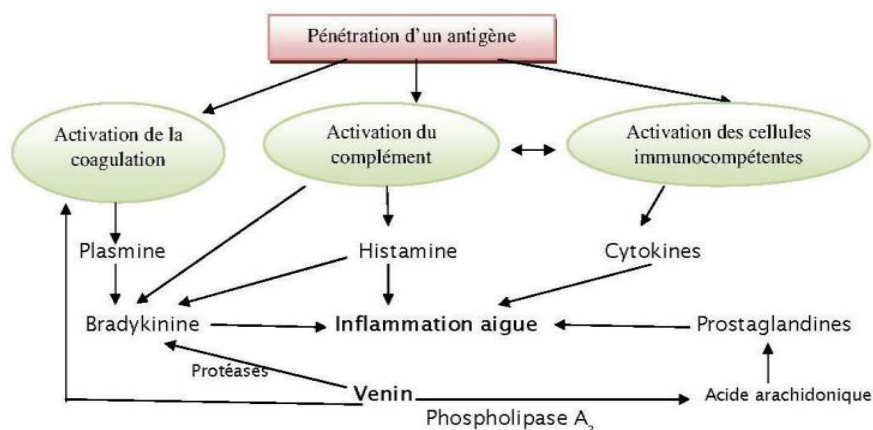 Pénétration d’un antigène
Activation de la
coagulation
Activation du
complément
Activation des cellules
immunocompétentes
Plasmine
Histamine
Cytokines
Bradykinine
Inflammation aigue
Prostaglandines
Protéases
Venin
Acide arachidonique
Phospholipase A₂